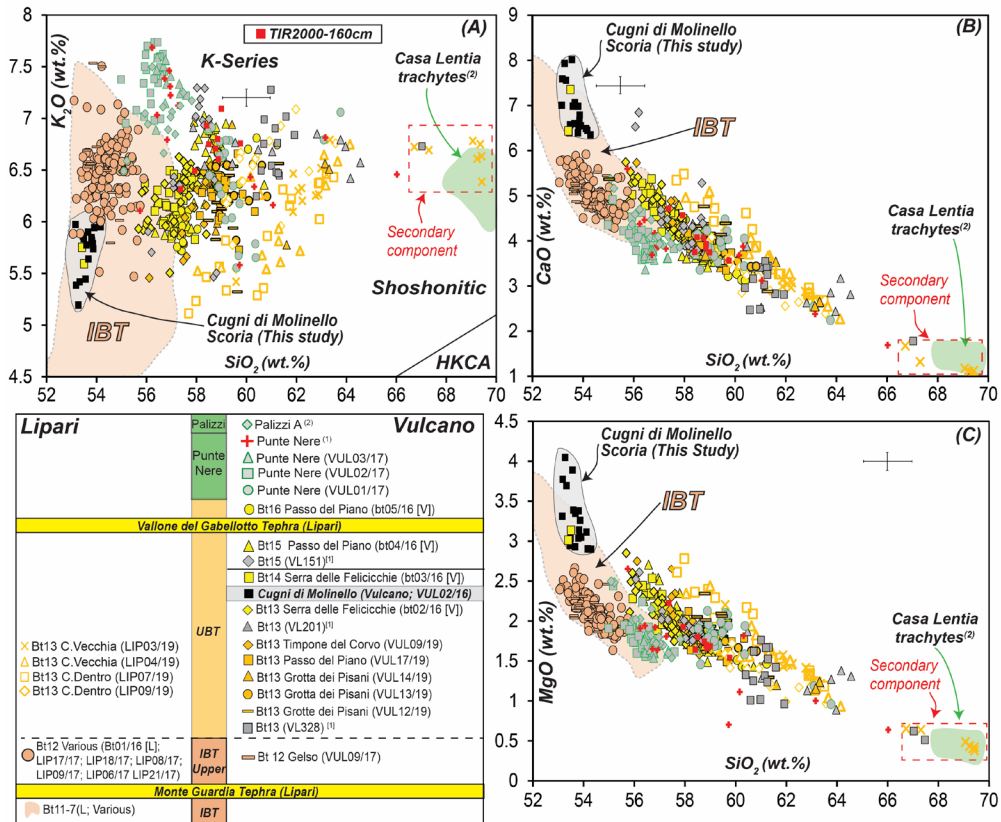 (A)
TIR2000-160cm
K-Series
K₂O (wt.%)
8
7.5
7
6.5
6
5.5
5
4.5
Casa Lentia
trachytes(2)
Secondary
component
Shoshonitic
IBT
Cugni di Molinello
Scoria (This study)
HKCA
SiO₂ (wt.%)
52 54 56 58 60 62 64 66 68 70
(B)
Cugni di Molinello
Scoria (This study)
IBT
CaO (wt.%)
9
8
7
6
5
4
3
2
1
Casa Lentia
trachytes(2)
Secondary
component
SiO₂ (wt.%)
52 54 56 58 60 62 64 66 68 70
Lipari
Vulcano
Palizzi
Palizzi A (2)
Punte
Nere
Punte Nere (1)
Punte Nere (VUL03/17)
Punte Nere (VUL02/17)
Punte Nere (VUL01/17)
Bt16 Passo del Piano (bt05/16 [V])
Vallone del Gabellotto Tephra (Lipari)
UBT
Bt15 Passo del Piano (bt04/16 [V])
Bt15 (VL151)[1]
Bt14 Serra delle Felicicchie (bt03/16 [V])
Cugni di Molinello (Vulcano; VUL02/16)
Bt13 Serra delle Felicicchie (bt02/16 [V])
Bt13 (VL201)[1]
Bt13 Timpone del Corvo (VUL09/19)
Bt13 Passo del Piano (VUL17/19)
Bt13 Grotta dei Pisani (VUL14/19)
Bt13 Grotta dei Pisani (VUL13/19)
Bt13 Grotte dei Pisani (VUL12/19)
Bt13 (VL328) [1]
Bt13 C.Vecchia (LIP03/19)
Bt13 C.Vecchia (LIP04/19)
Bt13 C.Dentro (LIP07/19)
Bt13 C.Dentro (LIP09/19)
Bt12 Various (Bt01/16 [L];
LIP17/17; LIP18/17; LIP08/17;
LIP09/17; LIP06/17 LIP21/17)
IBT
Upper
Bt 12 Gelso (VUL09/17)
Monte Guardia Tephra (Lipari)
Bt11-7(L; Various)
IBT
(C)
Cugni di Molinello
Scoria (This Study)
IBT
MgO (wt.%)
4.5
4
3.5
3
2.5
2
1.5
1
0.5
0
Casa Lentia
trachytes(2)
Secondary
component
SiO₂ (wt.%)
52 54 56 58 60 62 64 66 68 70